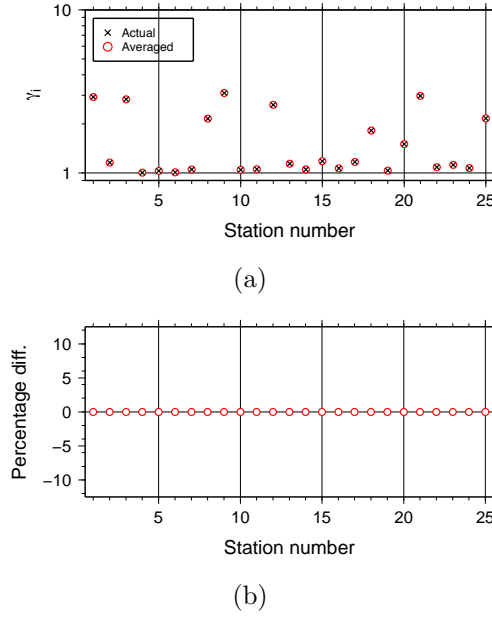 10
Actual
Averaged
γi
1
5 10 15 20 25
Station number
(a)
10
5
Percentage diff.
0
−5
−10
5 10 15 20 25
Station number
(b)